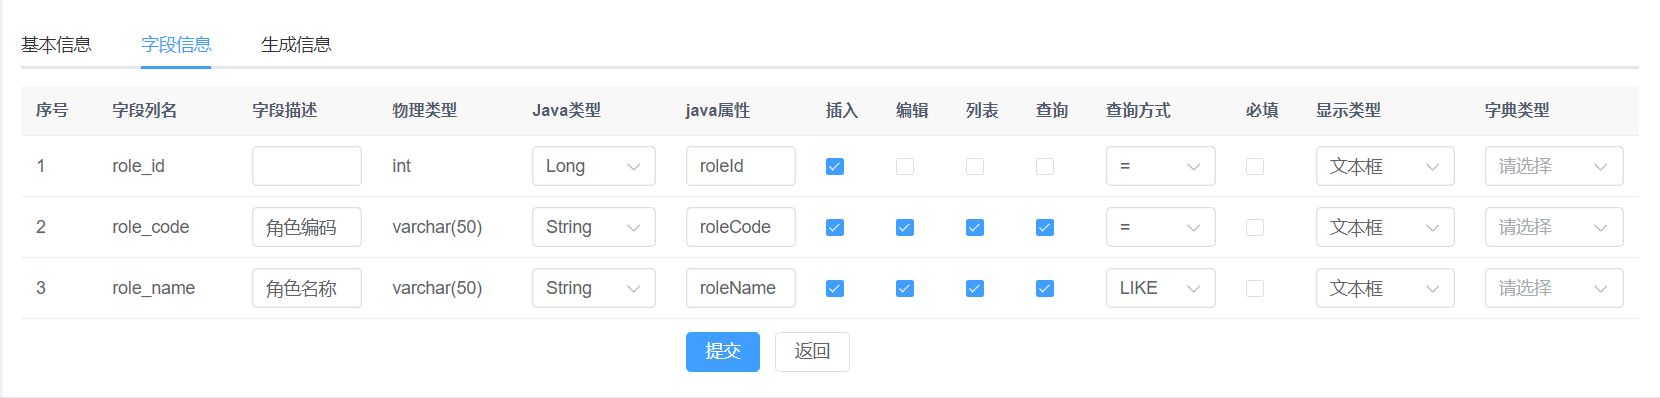 基本信息 字段信息 生成信息
序号 字段列名 字段描述 物理类型 Java类型 java属性 插入 编辑 列表 查询 查询方式 必填 显示类型 字典类型
1 role_id int Long roleId = 文本框 请选择
2 role_code 角色编码 varchar(50) String roleCode = 文本框 请选择
3 role_name 角色名称 varchar(50) String roleName LIKE 文本框 请选择
提交 返回